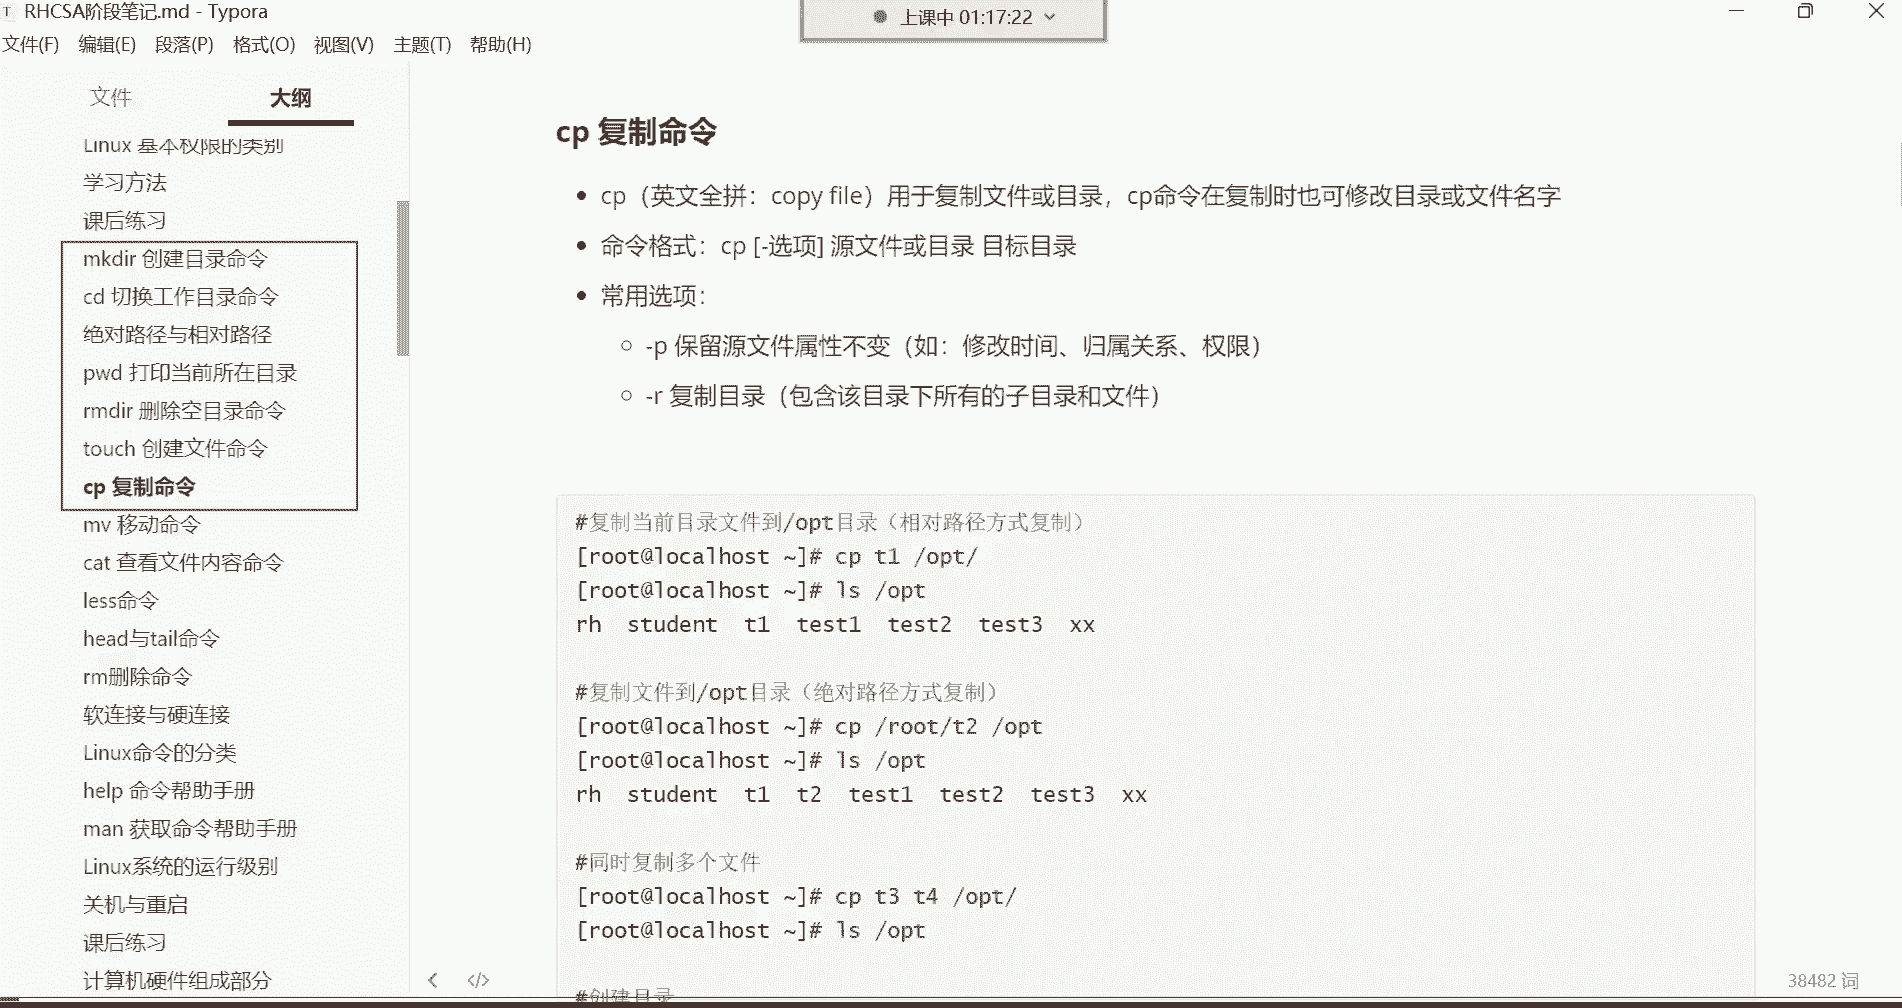 RHCSA阶段笔记.md - Typora
上课中 01:17:22
文件(F) 编辑(E) 段落(P) 格式(O) 视图(V) 主题(T) 帮助(H)
文件 大纲
Linux 基本权限的类别
学习方法
课后练习
mkdir 创建目录命令
cd 切换工作目录命令
绝对路径与相对路径
pwd 打印当前所在目录
rmdir 删除空目录命令
touch 创建文件命令
cp 复制命令
mv 移动命令
cat 查看文件内容命令
less命令
head与tail命令
rm删除命令
软连接与硬连接
Linux命令的分类
help 命令帮助手册
man 获取命令帮助手册
Linux系统的运行级别
关机与重启
课后练习
计算机硬件组成部分
cp 复制命令
cp（英文全拼：copy file）用于复制文件或目录，cp命令在复制时也可修改目录或文件名字
命令格式：cp [-选项] 源文件或目录 目标目录
常用选项：
-p 保留源文件属性不变（如：修改时间、归属关系、权限）
-r 复制目录（包含该目录下所有的子目录和文件）
#复制当前目录文件到/opt目录（相对路径方式复制）
[root@localhost ~]# cp t1 /opt/
[root@localhost ~]# ls /opt
rh student t1 test1 test2 test3 xx
#复制文件到/opt目录（绝对路径方式复制）
[root@localhost ~]# cp /root/t2 /opt
[root@localhost ~]# ls /opt
rh student t1 t2 test1 test2 test3 xx
#同时复制多个文件
[root@localhost ~]# cp t3 t4 /opt/
[root@localhost ~]# ls /opt
#创建目录
38482 词